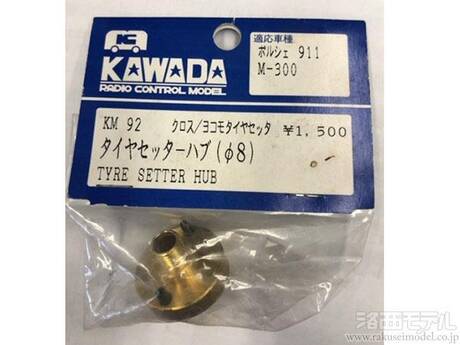 KAWADA
RADIO CONTROL MODEL
適応車種
ポルシェ 911
M-300
KM 92 クロス/ヨコモタイヤセッタ ¥1,500
タイヤセッターハブ(φ8)
TYRE SETTER HUB
洛西モデル
www.rakuseimodel.co.jp